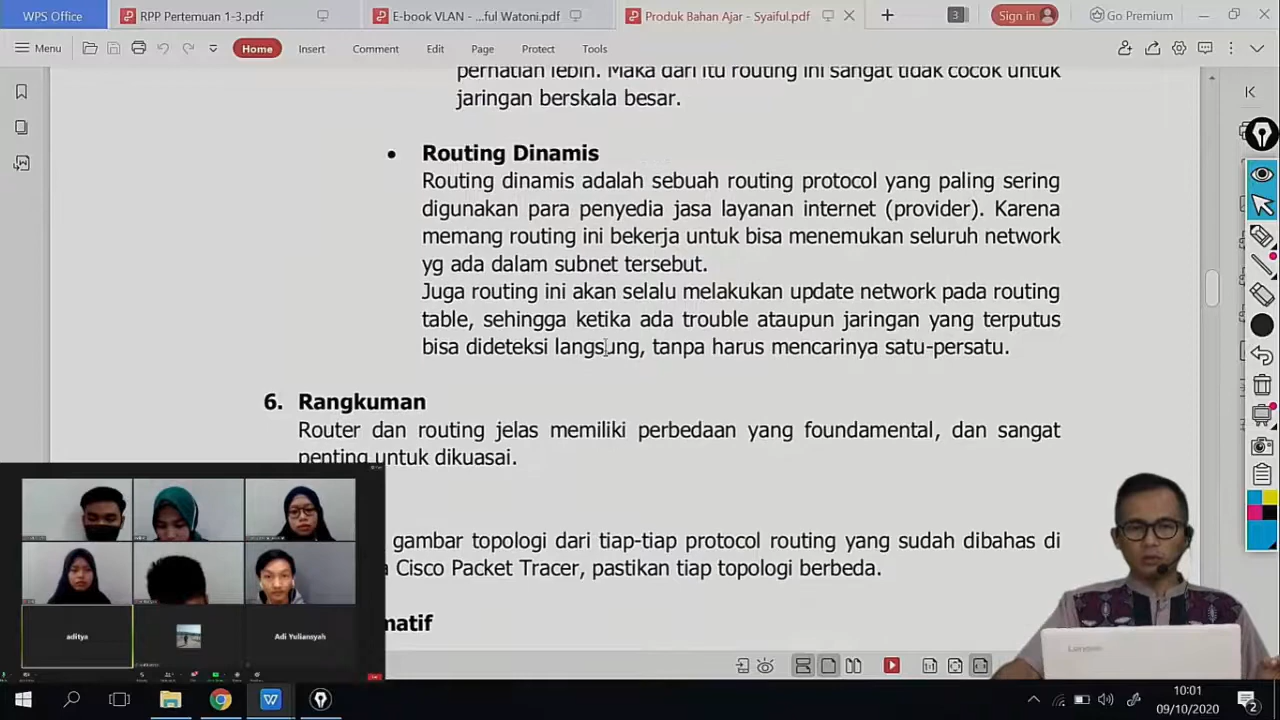 WPS Office
RPP Pertemuan 1-3.pdf
E-book VLAN - ...ful Watoni.pdf
Produk Bahan Ajar - Syaiful.pdf
3
Sign in
Go Premium
Menu
Home
Insert
Comment
Edit
Page
Protect
Tools
perhatian lebih. Maka dari itu routing ini sangat tidak cocok untuk
jaringan berskala besar.
• Routing Dinamis
Routing dinamis adalah sebuah routing protocol yang paling sering
digunakan para penyedia jasa layanan internet (provider). Karena
memang routing ini bekerja untuk bisa menemukan seluruh network
yg ada dalam subnet tersebut.
Juga routing ini akan selalu melakukan update network pada routing
table, sehingga ketika ada trouble ataupun jaringan yang terputus
bisa dideteksi langsung, tanpa harus mencarinya satu-persatu.
6. Rangkuman
Router dan routing jelas memiliki perbedaan yang foundamental, dan sangat
penting untuk dikuasai.
gambar topologi dari tiap-tiap protocol routing yang sudah dibahas di
Cisco Packet Tracer, pastikan tiap topologi berbeda.
matif
aditya
Adi Yuliansyah
Lenovo
10:01
09/10/2020
2